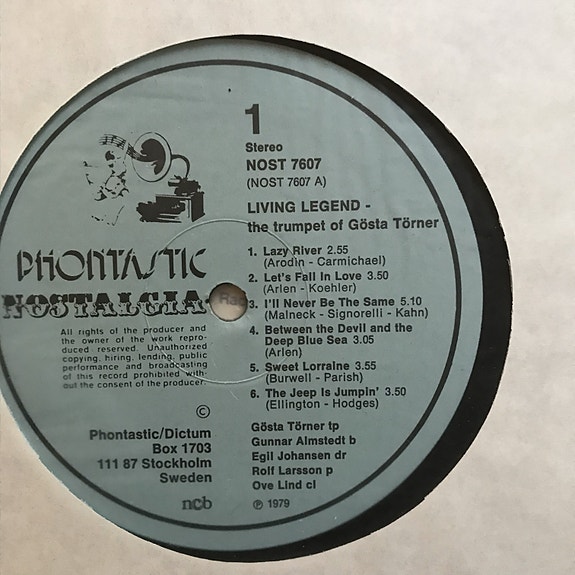 1
Stereo
NOST 7607
(NOST 7607 A)
LIVING LEGEND -
the trumpet of Gösta Törner
PHONTASTIC
NOSTALGIA
1. Lazy River 2.55
(Arodin - Carmichael)
2. Let's Fall In Love 3.50
(Arlen - Koehler)
3. I'll Never Be The Same 5.10
(Malneck - Signorelli - Kahn)
4. Between the Devil and the
Deep Blue Sea 3.05
(Arlen)
5. Sweet Lorraine 3.55
(Burwell - Parish)
6. The Jeep Is Jumpin' 3.50
(Ellington - Hodges)
All rights of the producer and
the owner of the work repro-
duced reserved. Unauthorized
copying, hiring, lending, public
performance and broadcasting
of this record prohibited with-
out the consent of the producer.
©
Phontastic/Dictum
Box 1703
111 87 Stockholm
Sweden
ncb
Gösta Törner tp
Gunnar Almstedt b
Egil Johansen dr
Rolf Larsson p
Ove Lind cl
℗ 1979